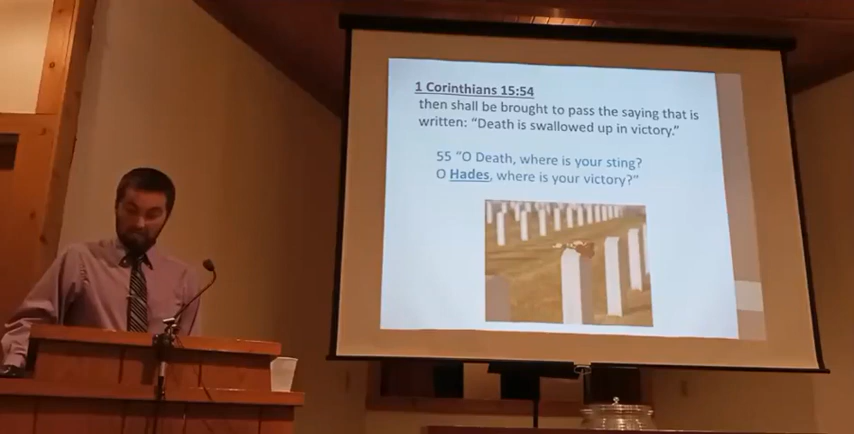 1 Corinthians 15:54
then shall be brought to pass the saying that is
written: “Death is swallowed up in victory.”
55 “O Death, where is your sting?
O Hades, where is your victory?”